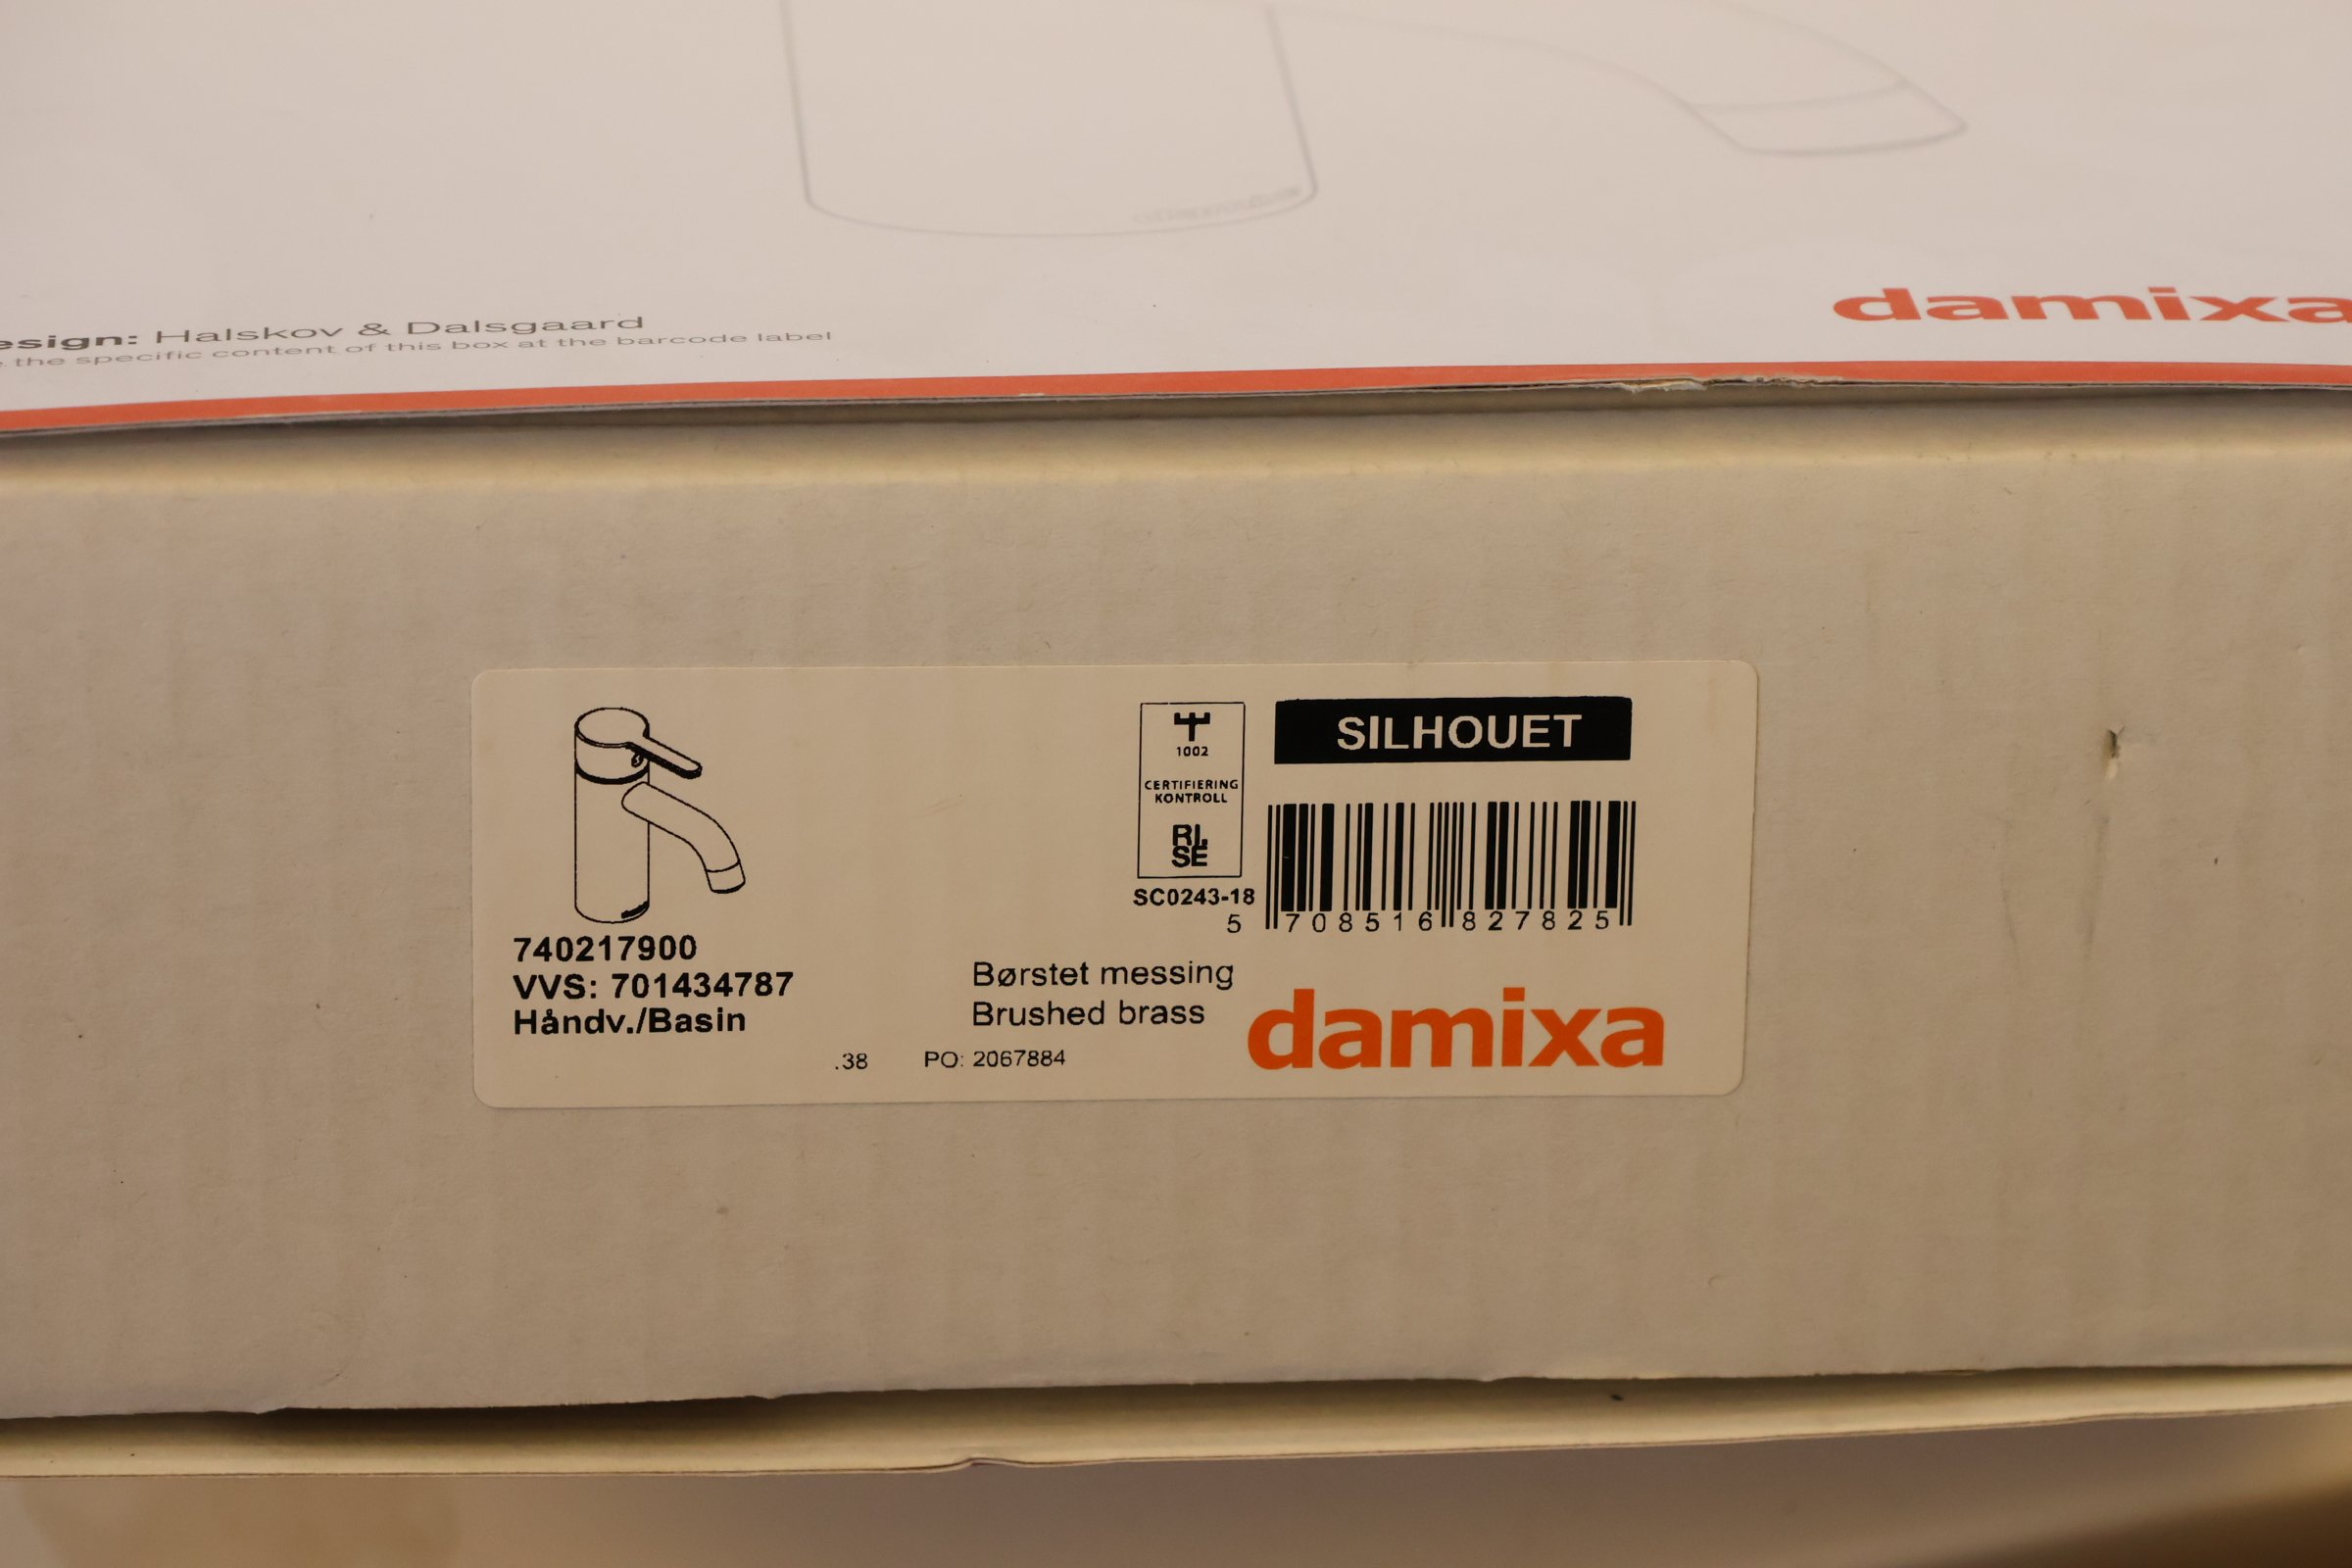 damixa
esign: Halskov & Dalsgaard
the specific content of this box at the barcode label
1002
CERTIFIERING
KONTROLL
RI.
SE
SC0243-18
SILHOUET
5 708516 827825
740217900
VVS: 701434787
Håndv./Basin
Børstet messing
Brushed brass
.38 PO: 2067884
damixa